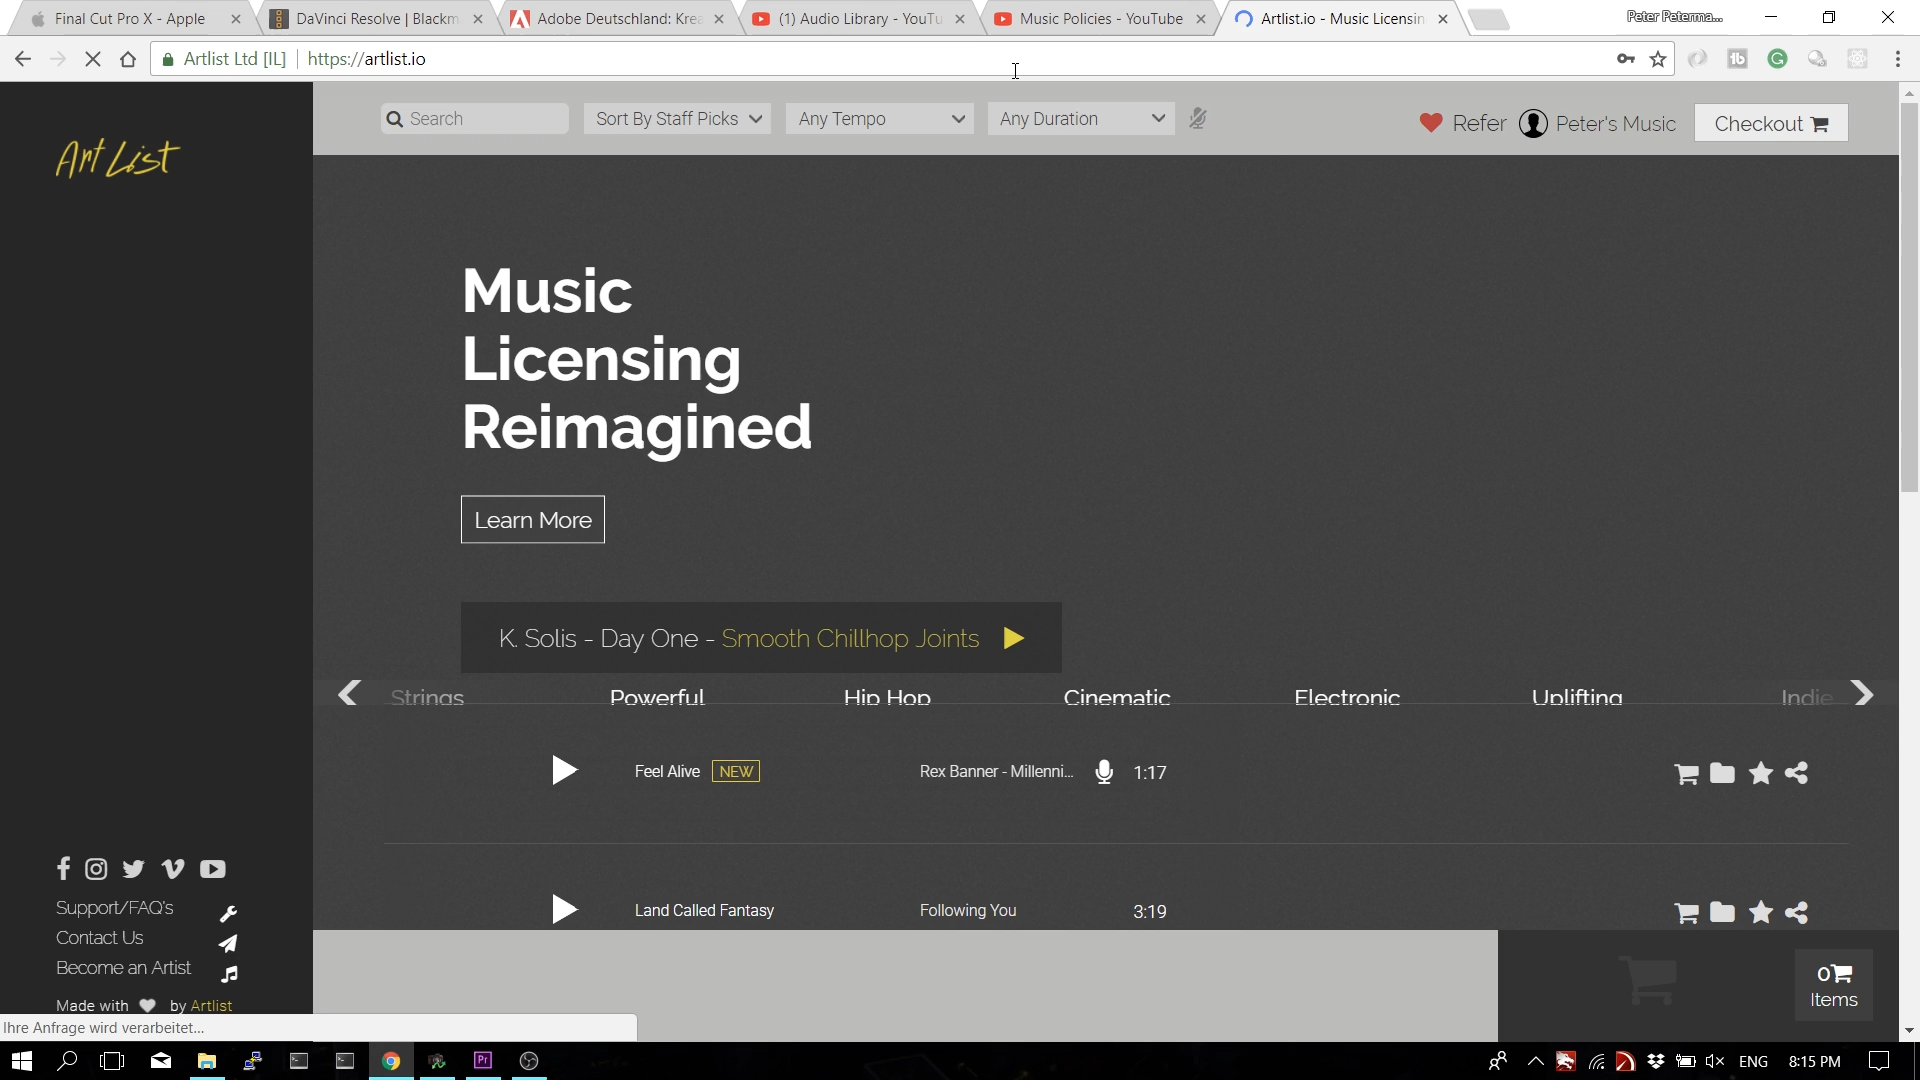 Final Cut Pro X - Apple
DaVinci Resolve | Blackm
Adobe Deutschland: Krea
(1) Audio Library - YouTu
Music Policies - YouTube
Artlist.io - Music Licensin
Peter Peterma...
Artlist Ltd [IL]
https://artlist.io
Art List
Search
Sort By Staff Picks
Any Tempo
Any Duration
Refer
Peter's Music
Checkout
Music
Licensing
Reimagined
Learn More
K. Solis - Day One - Smooth Chillhop Joints
Strings
Powerful
Hip Hop
Cinematic
Electronic
Uplifting
Indie
Feel Alive NEW
Rex Banner - Millenni...
1:17
Land Called Fantasy
Following You
3:19
Support/FAQ's
Contact Us
Become an Artist
Made with by Artlist
0
Items
Ihre Anfrage wird verarbeitet...
Pr
ENG
8:15 PM